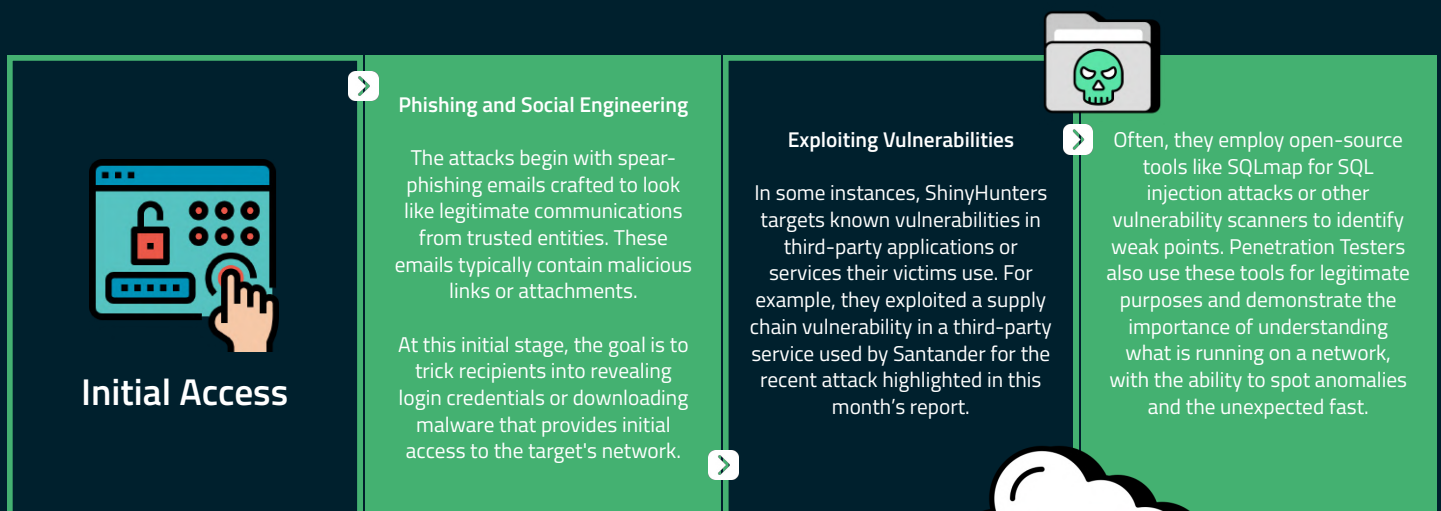 Initial Access
Phishing and Social Engineering
The attacks begin with spear-
phishing emails crafted to look
like legitimate communications
from trusted entities. These
emails typically contain malicious
links or attachments.
At this initial stage, the goal is to
trick recipients into revealing
login credentials or downloading
malware that provides initial
access to the target's network.
Exploiting Vulnerabilities
In some instances, ShinyHunters
targets known vulnerabilities in
third-party applications or
services their victims use. For
example, they exploited a supply
chain vulnerability in a third-party
service used by Santander for the
recent attack highlighted in this
month’s report.
Often, they employ open-source
tools like SQLmap for SQL
injection attacks or other
vulnerability scanners to identify
weak points. Penetration Testers
also use these tools for legitimate
purposes and demonstrate the
importance of understanding
what is running on a network,
with the ability to spot anomalies
and the unexpected fast.